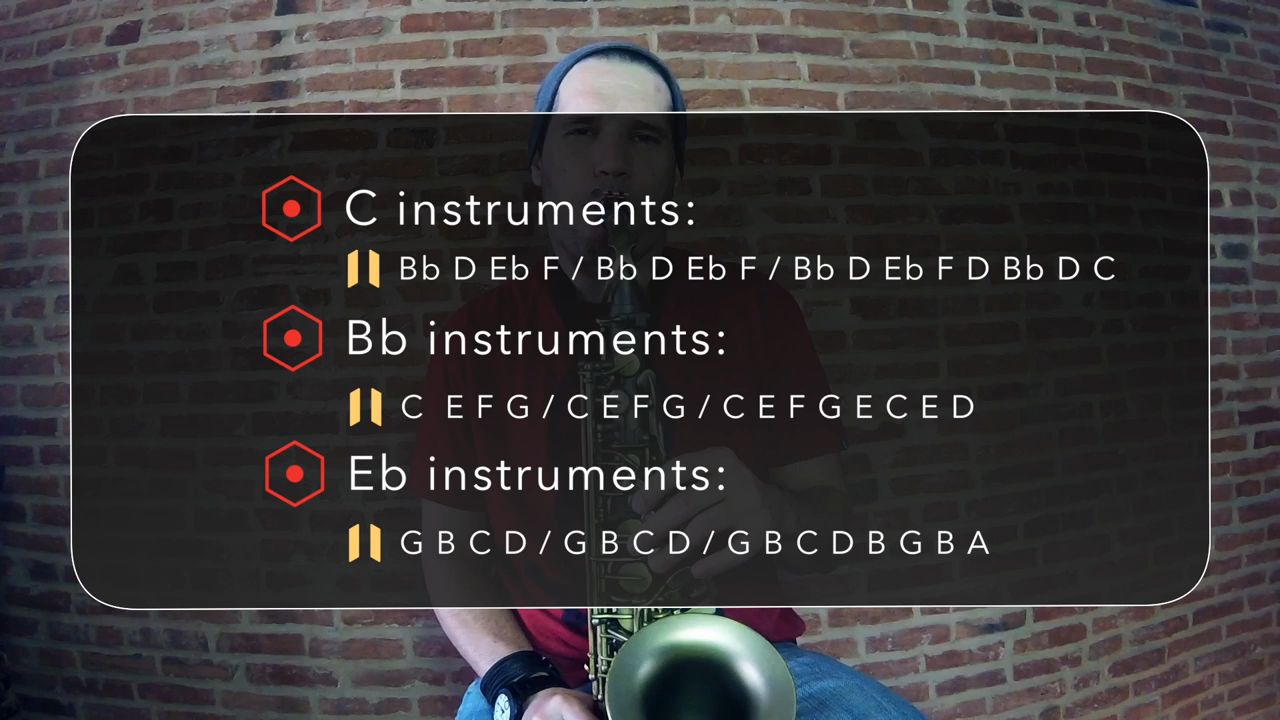 C instruments:
Bb D Eb F / Bb D Eb F / Bb D Eb F D Bb D C
Bb instruments:
C E F G / C E F G / C E F G E C E D
Eb instruments:
G B C D / G B C D / G B C D B G B A